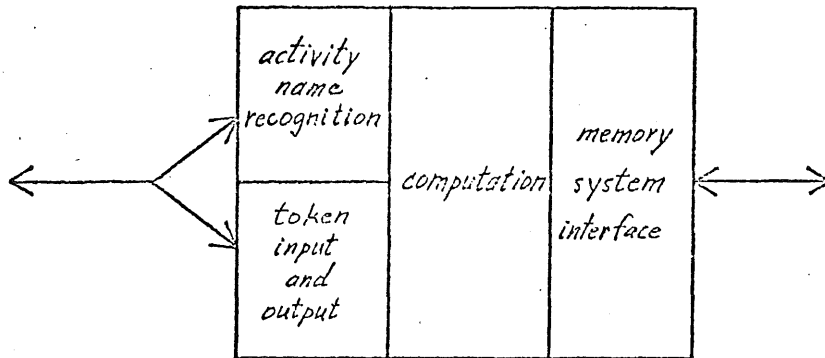 activity
name
recognition
token
input
and
output
computation
memory
system
interface